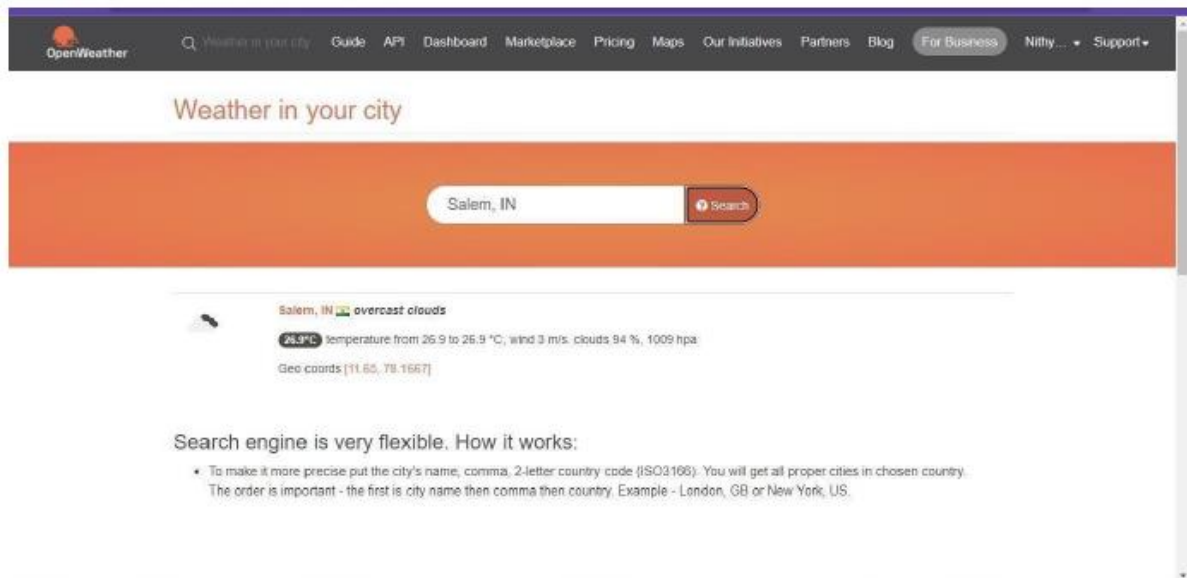 OpenWeather
Weather in your city Guide API Dashboard Marketplace Pricing Maps Our Initiatives Partners Blog For Business Nithy... Support
Weather in your city
Salem, IN Search
Salem, IN overcast clouds
26.9°C temperature from 26.9 to 26.9 °C, wind 3 m/s. clouds 94 %, 1009 hpa
Geo coords [11.65, 78.1667]
Search engine is very flexible. How it works:
• To make it more precise put the city's name, comma, 2-letter country code (ISO3166). You will get all proper cities in chosen country.
The order is important - the first is city name then comma then country. Example - London, GB or New York, US.